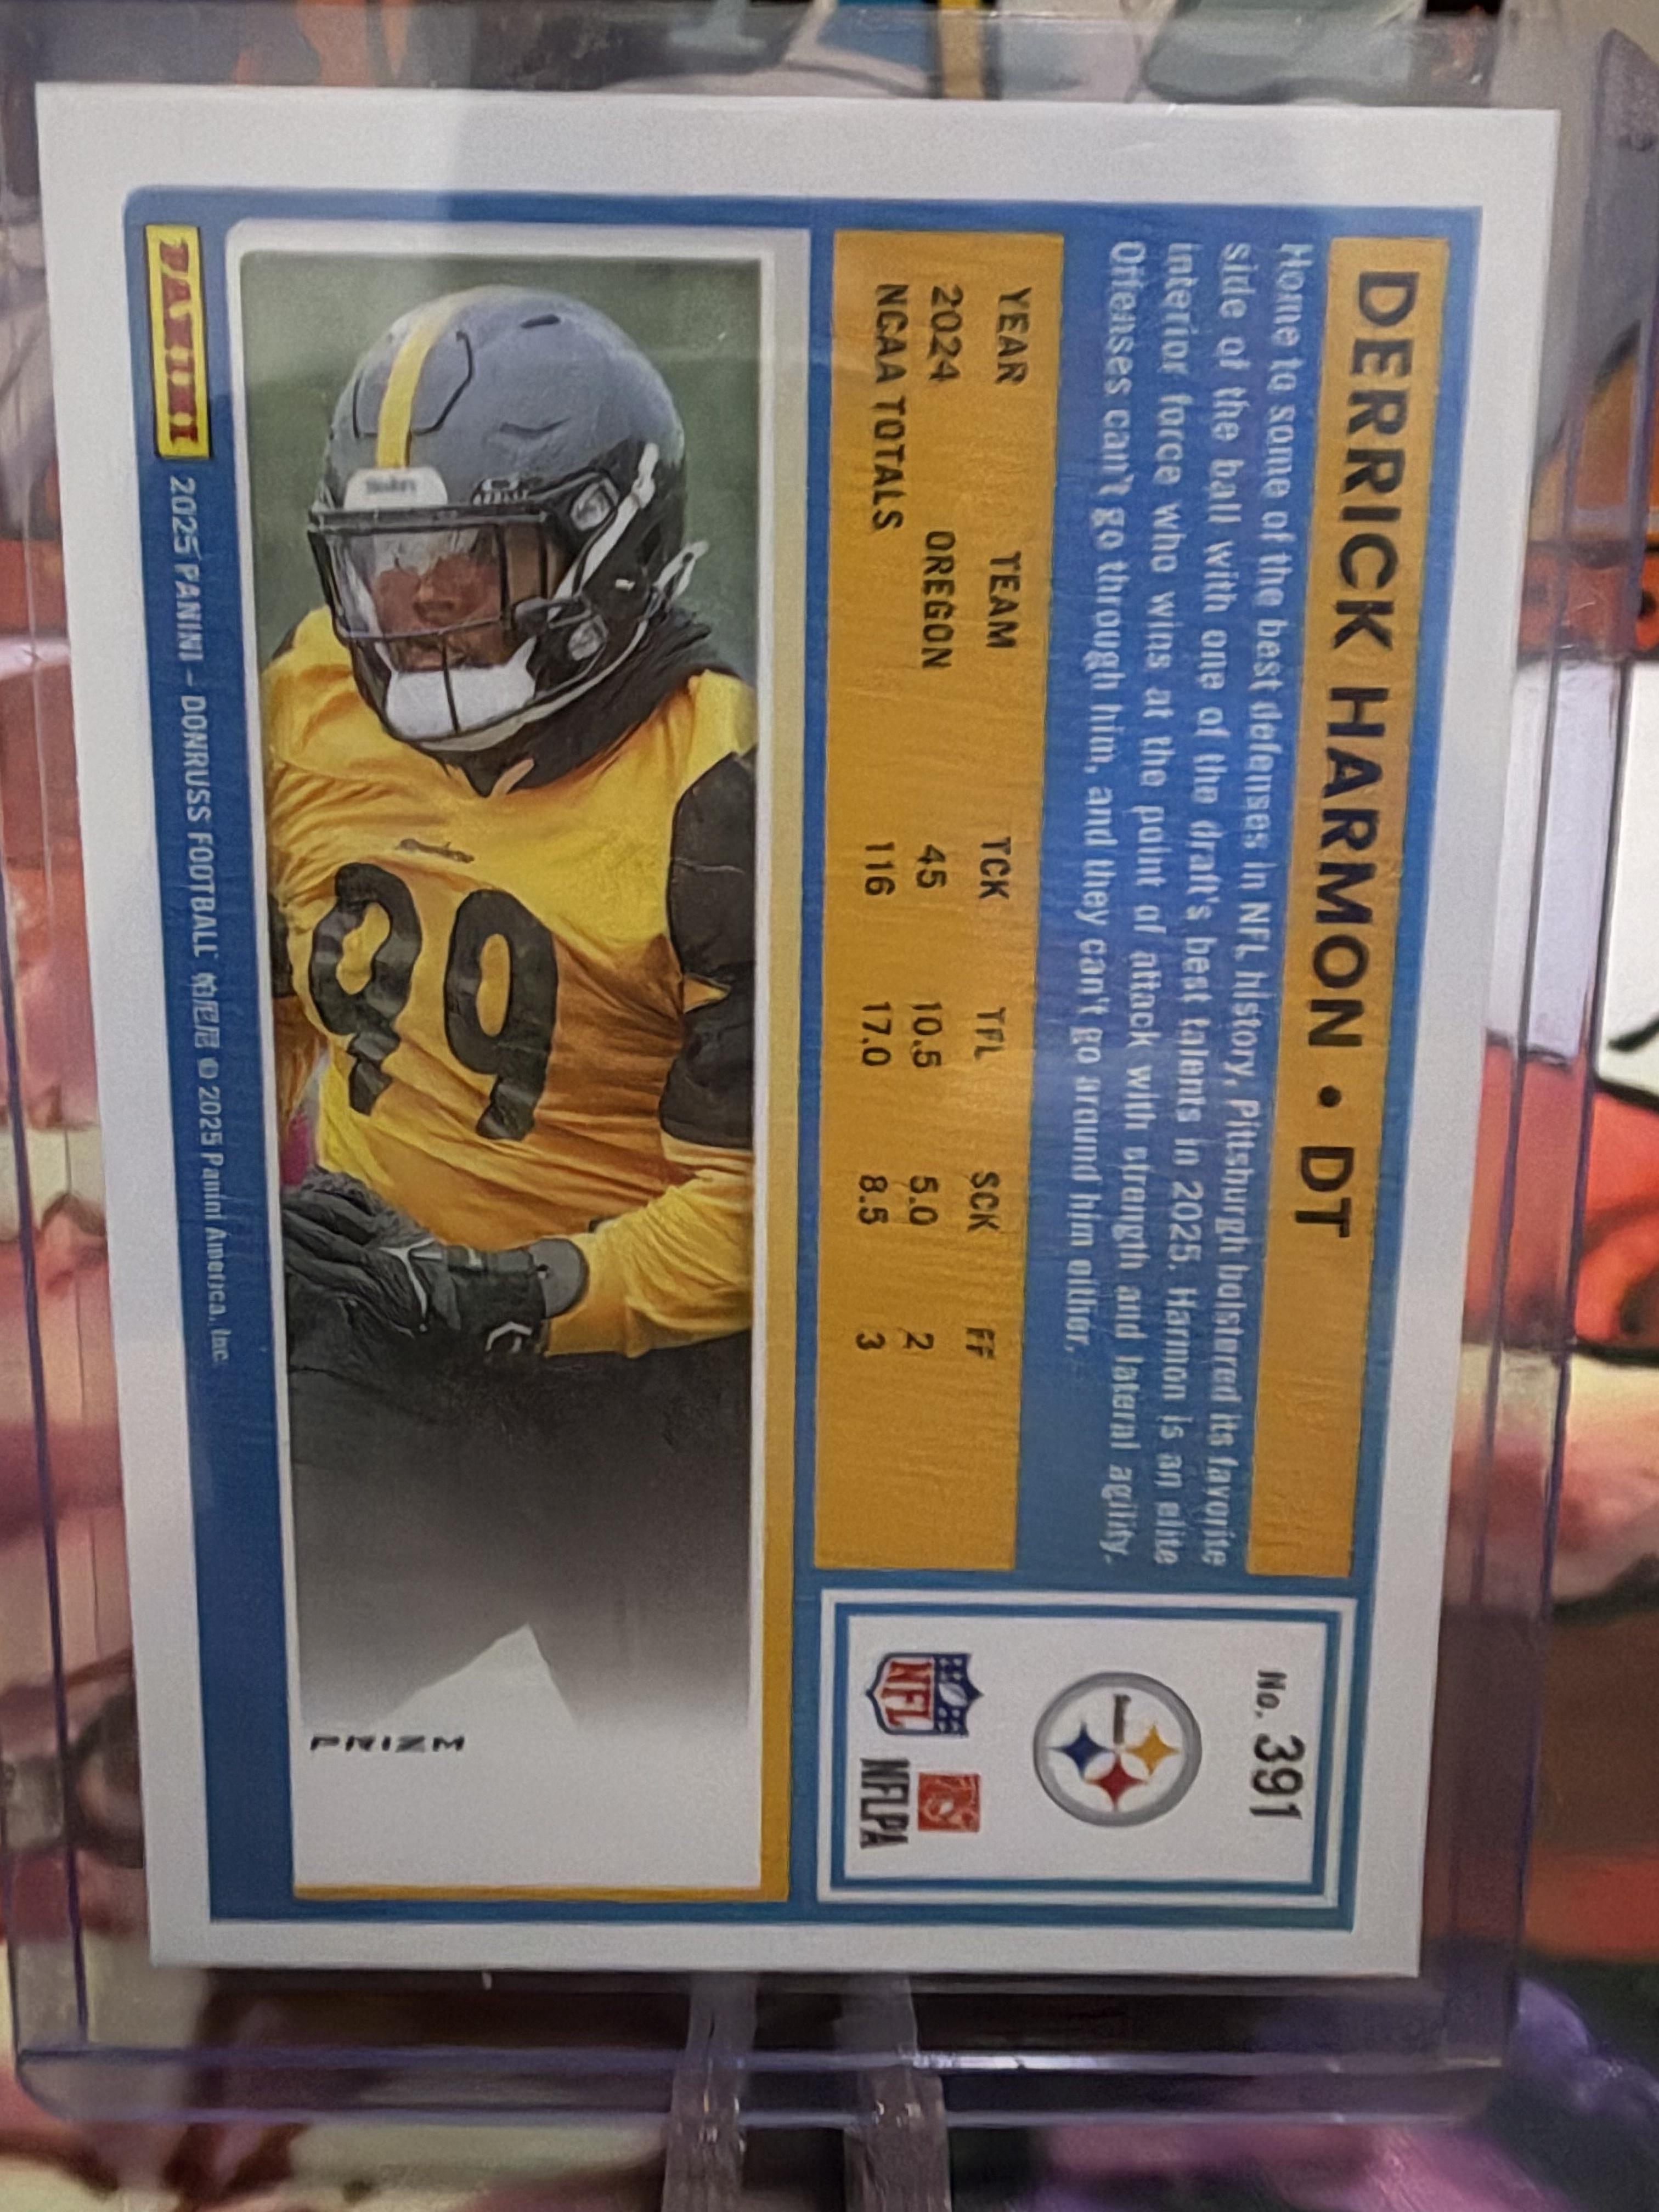 DERRICK HARMON • DT
Home to some of the best defenses in NFL history, Pittsburgh bolstered its favorite
side of the ball with one of the draft's best talents in 2025. Harmon is an elite
interior force who wins at the point of attack with strength and lateral agility.
Offenses can't go through him, and they can't go around him either.
No. 391
YEAR TEAM TCK TFL SCK FF
2024 OREGON 45 10.5 5.0 2
NCAA TOTALS 116 17.0 8.5 3
Steelers
NFL
NFLPA
99
PRIZM
PANINI
2025 PANINI – DONRUSS FOOTBALL © 2025 Panini America, Inc.